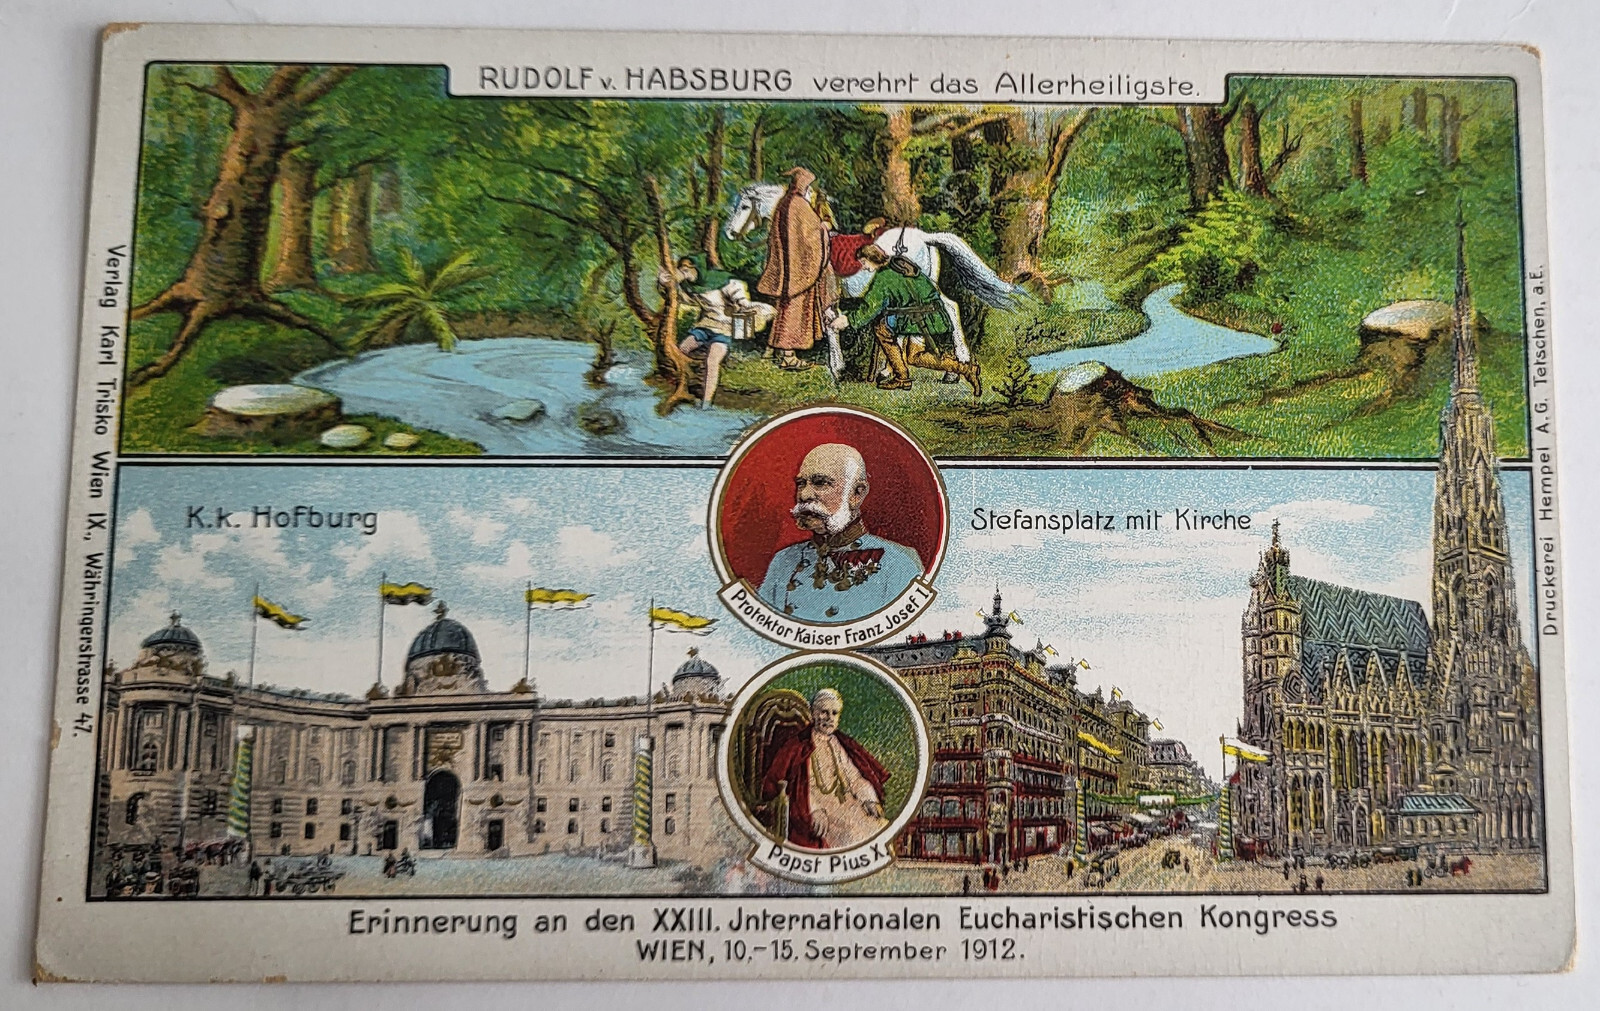 RUDOLF v. HABSBURG verehrt das Allerheiligste.
K.k. Hofburg
Stefansplatz mit Kirche
Protektor Kaiser Franz Josef I
Papst Pius X.
Erinnerung an den XXIII. Jnternationalen Eucharistischen Kongress
WIEN, 10.-15. September 1912.
Verlag Karl Trisko Wien IX., Währingerstrasse 47.
Druckerei Hempel A.G. Tetschen, a.E.